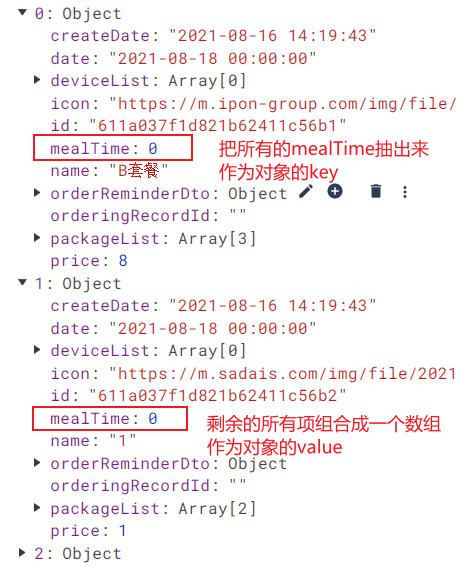 0: Object
createDate: "2021-08-16 14:19:43"
date: "2021-08-18 00:00:00"
deviceList: Array[0]
icon: "https://m.ipon-group.com/img/file/
id: "611a037f1d821b62411c56b1"
mealTime: 0
把所有的mealTime抽出来
作为对象的key
name: "B套餐"
orderReminderDto: Object
orderingRecordId: ""
packageList: Array[3]
price: 8
1: Object
createDate: "2021-08-16 14:19:43"
date: "2021-08-18 00:00:00"
deviceList: Array[0]
icon: "https://m.sadais.com/img/file/2021
id: "611a037f1d821b62411c56b2"
mealTime: 0
剩余的所有项组合成一个数组
作为对象的value
name: "1"
orderReminderDto: Object
orderingRecordId: ""
packageList: Array[2]
price: 1
2: Object